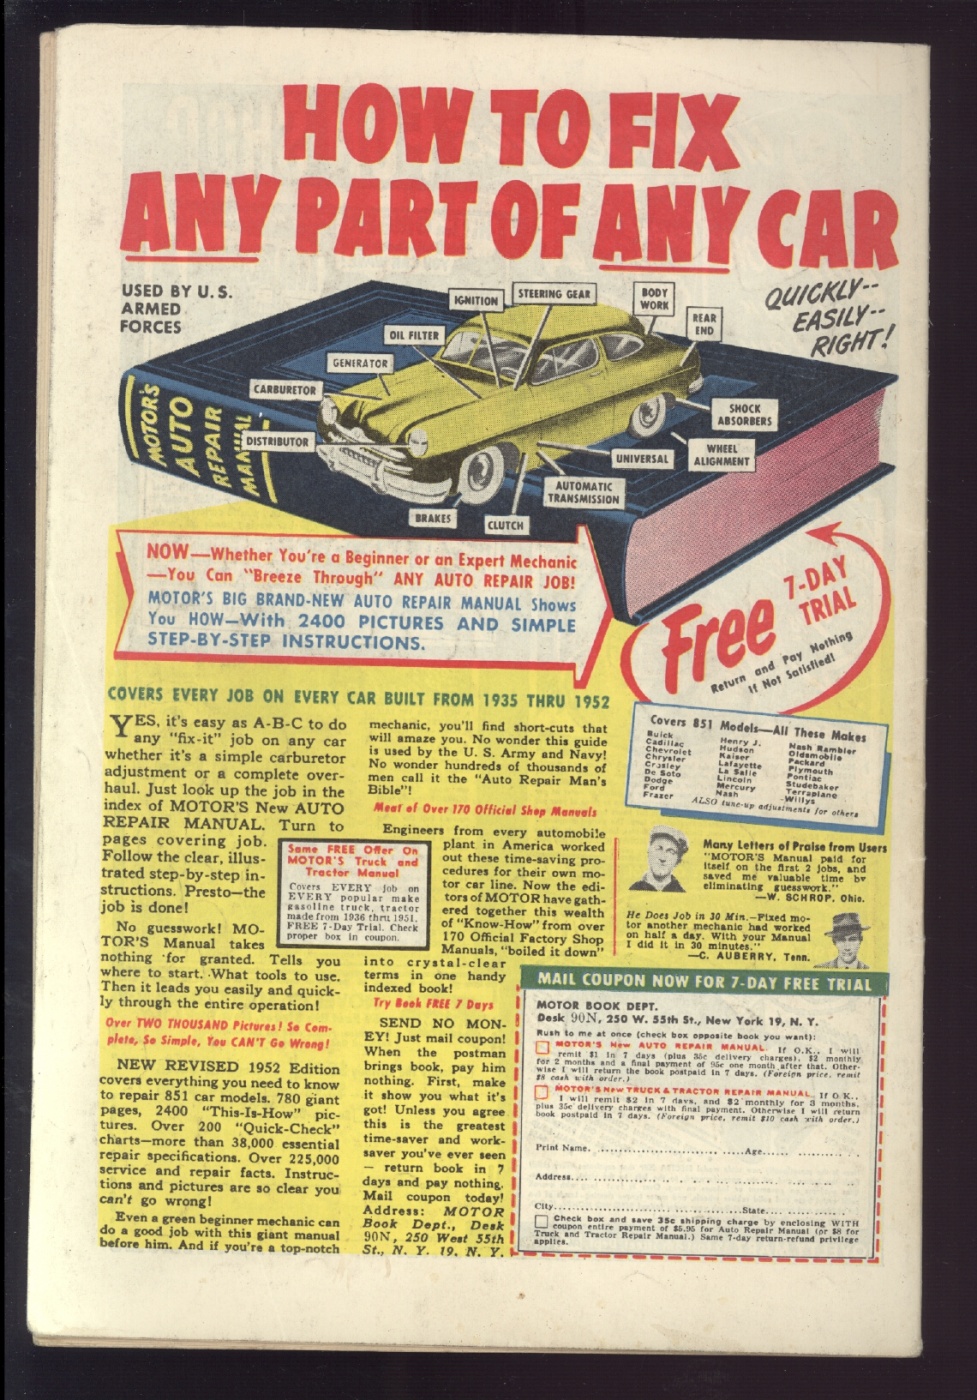 HOW TO FIX
ANY PART OF ANY CAR
USED BY U.S.
ARMED
FORCES
QUICKLY--
EASILY--
RIGHT!
MOTOR'S
AUTO
REPAIR
MANUAL
IGNITION
STEERING GEAR
BODY
WORK
REAR
END
OIL FILTER
GENERATOR
CARBURETOR
DISTRIBUTOR
SHOCK
ABSORBERS
WHEEL
ALIGNMENT
UNIVERSAL
AUTOMATIC
TRANSMISSION
BRAKES
CLUTCH
NOW—Whether You're a Beginner or an Expert Mechanic
—You Can "Breeze Through" ANY AUTO REPAIR JOB!
MOTOR'S BIG BRAND-NEW AUTO REPAIR MANUAL Shows
You HOW—With 2400 PICTURES AND SIMPLE
STEP-BY-STEP INSTRUCTIONS.
Free 7-DAY
TRIAL
Return and Pay Nothing
If Not Satisfied!
COVERS EVERY JOB ON EVERY CAR BUILT FROM 1935 THRU 1952
YES, it's easy as A-B-C to do
any "fix-it" job on any car
whether it's a simple carburetor
adjustment or a complete over-
haul. Just look up the job in the
index of MOTOR'S New AUTO
REPAIR MANUAL. Turn to
pages covering job.
Follow the clear, illus-
trated step-by-step in-
structions. Presto—the
job is done!
No guesswork! MO-
TOR'S Manual takes
nothing for granted. Tells you
where to start. What tools to use.
Then it leads you easily and quick-
ly through the entire operation!
Over TWO THOUSAND Pictures! So Com-
plete, So Simple, You CAN'T Go Wrong!
NEW REVISED 1952 Edition
covers everything you need to know
to repair 851 car models. 780 giant
pages, 2400 "This-Is-How" pic-
tures. Over 200 "Quick-Check"
charts—more than 38,000 essential
repair specifications. Over 225,000
service and repair facts. Instruc-
tions and pictures are so clear you
can't go wrong!
Even a green beginner mechanic can
do a good job with this giant manual
before him. And if you're a top-notch
Same FREE Offer On
MOTOR'S Truck and
Tractor Manual
Covers EVERY job on
EVERY popular make
gasoline truck, tractor
made from 1936 thru 1951.
FREE 7-Day Trial. Check
proper box in coupon.
mechanic, you'll find short-cuts that
will amaze you. No wonder this guide
is used by the U. S. Army and Navy!
No wonder hundreds of thousands of
men call it the "Auto Repair Man's
Bible"!
Meat of Over 170 Official Shop Manuals
Engineers from every automobile
plant in America worked
out these time-saving pro-
cedures for their own mo-
tor car line. Now the edi-
tors of MOTOR have gath-
ered together this wealth
of "Know-How" from over
170 Official Factory Shop
Manuals, "boiled it down"
into crystal-clear
terms in one handy
indexed book!
Try Book FREE 7 Days
SEND NO MON-
EY! Just mail coupon!
When the postman
brings book, pay him
nothing. First, make
it show you what it's
got! Unless you agree
this is the greatest
time-saver and work-
saver you've ever seen
— return book in 7
days and pay nothing.
Mail coupon today!
Address: MOTOR
Book Dept., Desk
90N, 250 West 55th
St., N. Y. 19, N. Y.
Covers 851 Models—All These Makes
Buick
Cadillac
Chevrolet
Chrysler
Crosley
De Soto
Dodge
Ford
Frazer
Henry J.
Hudson
Kaiser
Lafayette
La Salle
Lincoln
Mercury
Nash
Nash Rambler
Oldsmobile
Packard
Plymouth
Pontiac
Studebaker
Terraplane
Willys
ALSO tune-up adjustments for others
Many Letters of Praise from Users
"MOTOR'S Manual paid for
itself on the first 2 jobs, and
saved me valuable time by
eliminating guesswork."
—W. SCHROP, Ohio.
He Does Job in 30 Min.—Fixed mo-
tor another mechanic had worked
on half a day. With your Manual
I did it in 30 minutes."
—C. AUBERRY, Tenn.
MAIL COUPON NOW FOR 7-DAY FREE TRIAL
MOTOR BOOK DEPT.
Desk 90N, 250 W. 55th St., New York 19, N. Y.
Rush to me at once (check box opposite book you want):
MOTOR'S New AUTO REPAIR MANUAL. If O.K., I will
remit $1 in 7 days (plus 35c delivery charges), $2 monthly
for 2 months and a final payment of 95c one month after that. Other-
wise I will return the book postpaid in 7 days. (Foreign price, remit
$8 cash with order.)
MOTOR'S New TRUCK & TRACTOR REPAIR MANUAL. If O.K.,
I will remit $2 in 7 days, and $2 monthly for 3 months,
plus 35c delivery charges with final payment. Otherwise I will return
book postpaid in 7 days. (Foreign price, remit $10 cash with order.)
Print Name.......................Age..................
Address.......................................
City.......................State..................
Check box and save 35c shipping charge by enclosing WITH
coupon entire payment of $5.95 for Auto Repair Manual (or $8 for
Truck and Tractor Repair Manual.) Same 7-day return-refund privilege
applies.